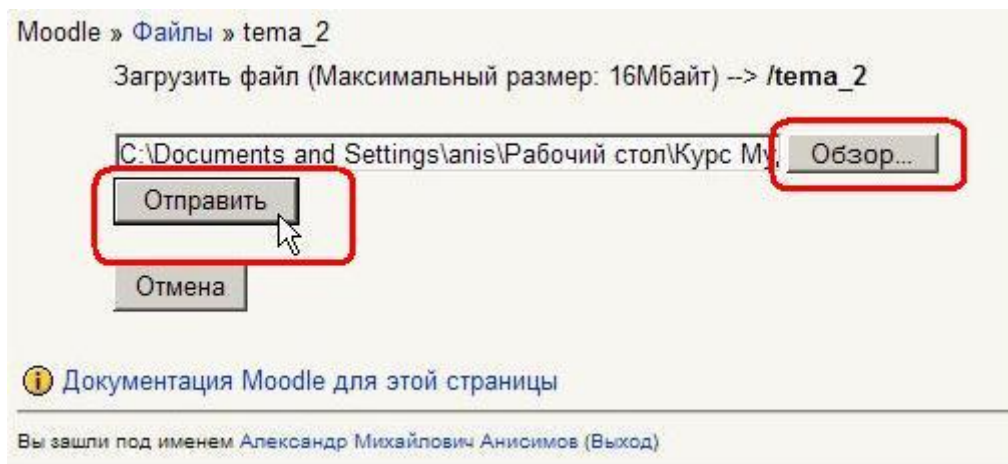 Moodle » Файлы » tema_2
Загрузить файл (Максимальный размер: 16Мбайт) --> /tema_2
C:\Documents and Settings\anis\Рабочий стол\Курс Му Обзор...
Отправить
Отмена
Документация Moodle для этой страницы
Вы зашли под именем Александр Михайлович Анисимов (Выход)